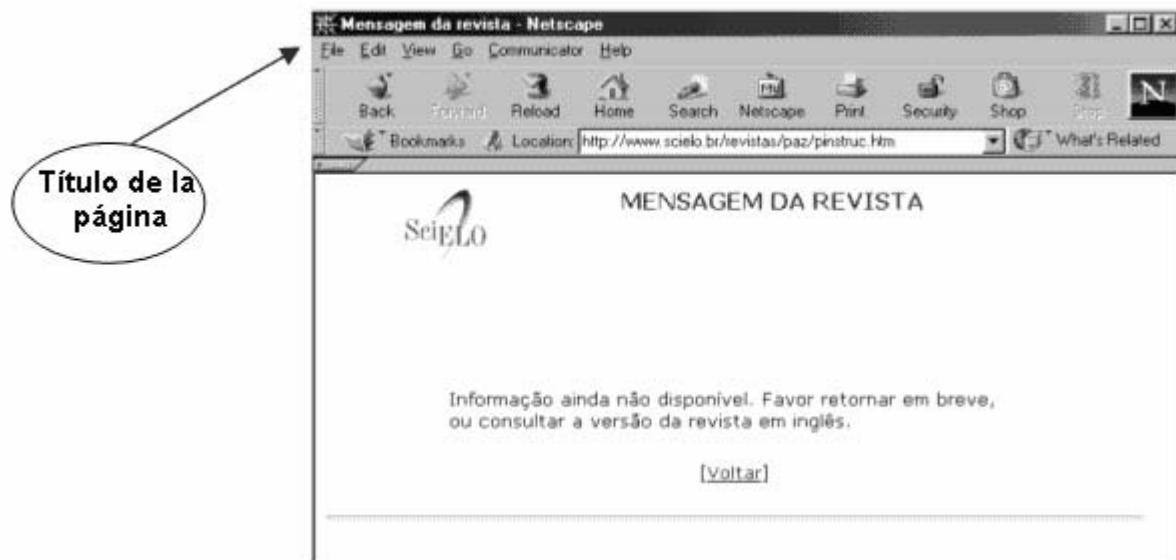 Mensagem da revista - Netscape
File Edit View Go Communicator Help
Back Forward Reload Home Search Netscape Print Security Shop Stop
Bookmarks Location: http://www.scielo.br/revistas/paz/pinstruc.htm What's Related
Título de la
página
SciELO
MENSAGEM DA REVISTA
Informação ainda não disponível. Favor retornar em breve,
ou consultar a versão da revista em inglês.
[Voltar]